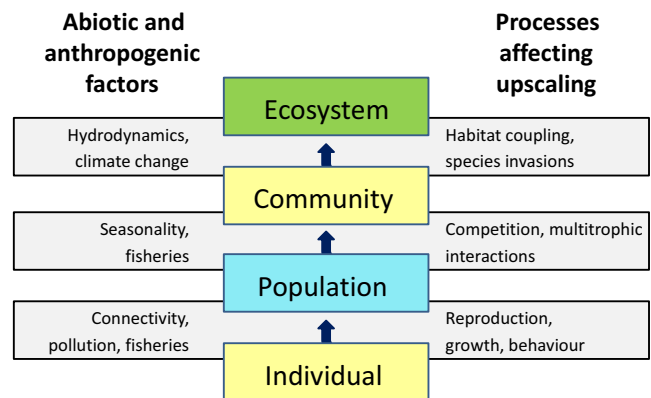 Abiotic and
anthropogenic
factors
Processes
affecting
upscaling
Ecosystem
Hydrodynamics,
climate change
Habitat coupling,
species invasions
Community
Seasonality,
fisheries
Competition, multitrophic
interactions
Population
Connectivity,
pollution, fisheries
Reproduction,
growth, behaviour
Individual